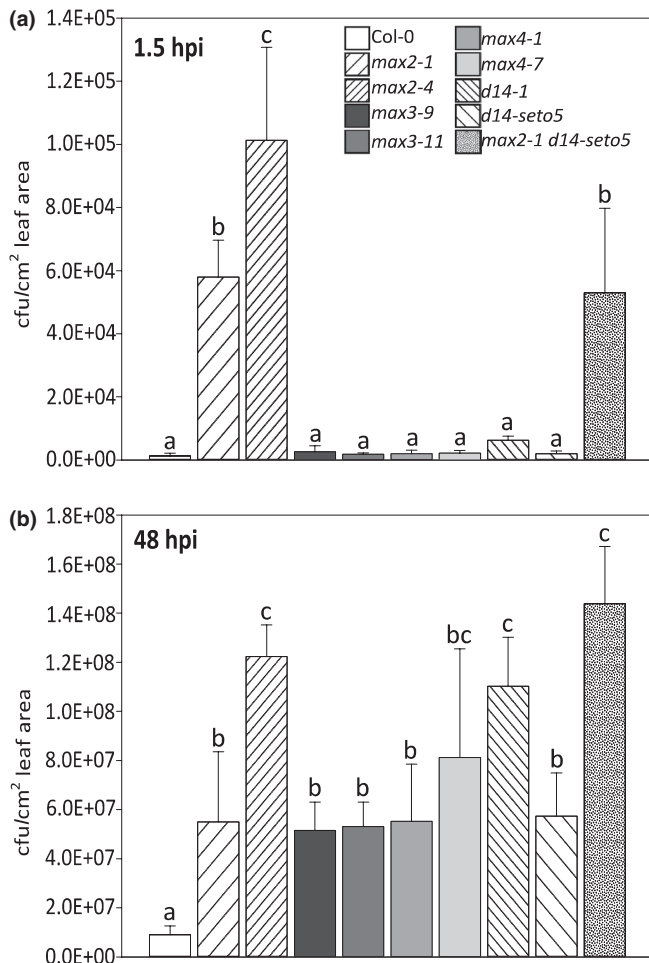 (a)
1.5 hpi
1.4E+05
1.2E+05
1.0E+05
8.0E+04
6.0E+04
4.0E+04
2.0E+04
0.0E+00
cfu/cm² leaf area
Col-0
max2-1
max2-4
max3-9
max3-11
max4-1
max4-7
d14-1
d14-seto5
max2-1 d14-seto5
a b c a a a a a a b
(b)
48 hpi
1.8E+08
1.6E+08
1.4E+08
1.2E+08
1.0E+08
8.0E+07
6.0E+07
4.0E+07
2.0E+07
0.0E+00
cfu/cm² leaf area
a b c b b b bc c b c